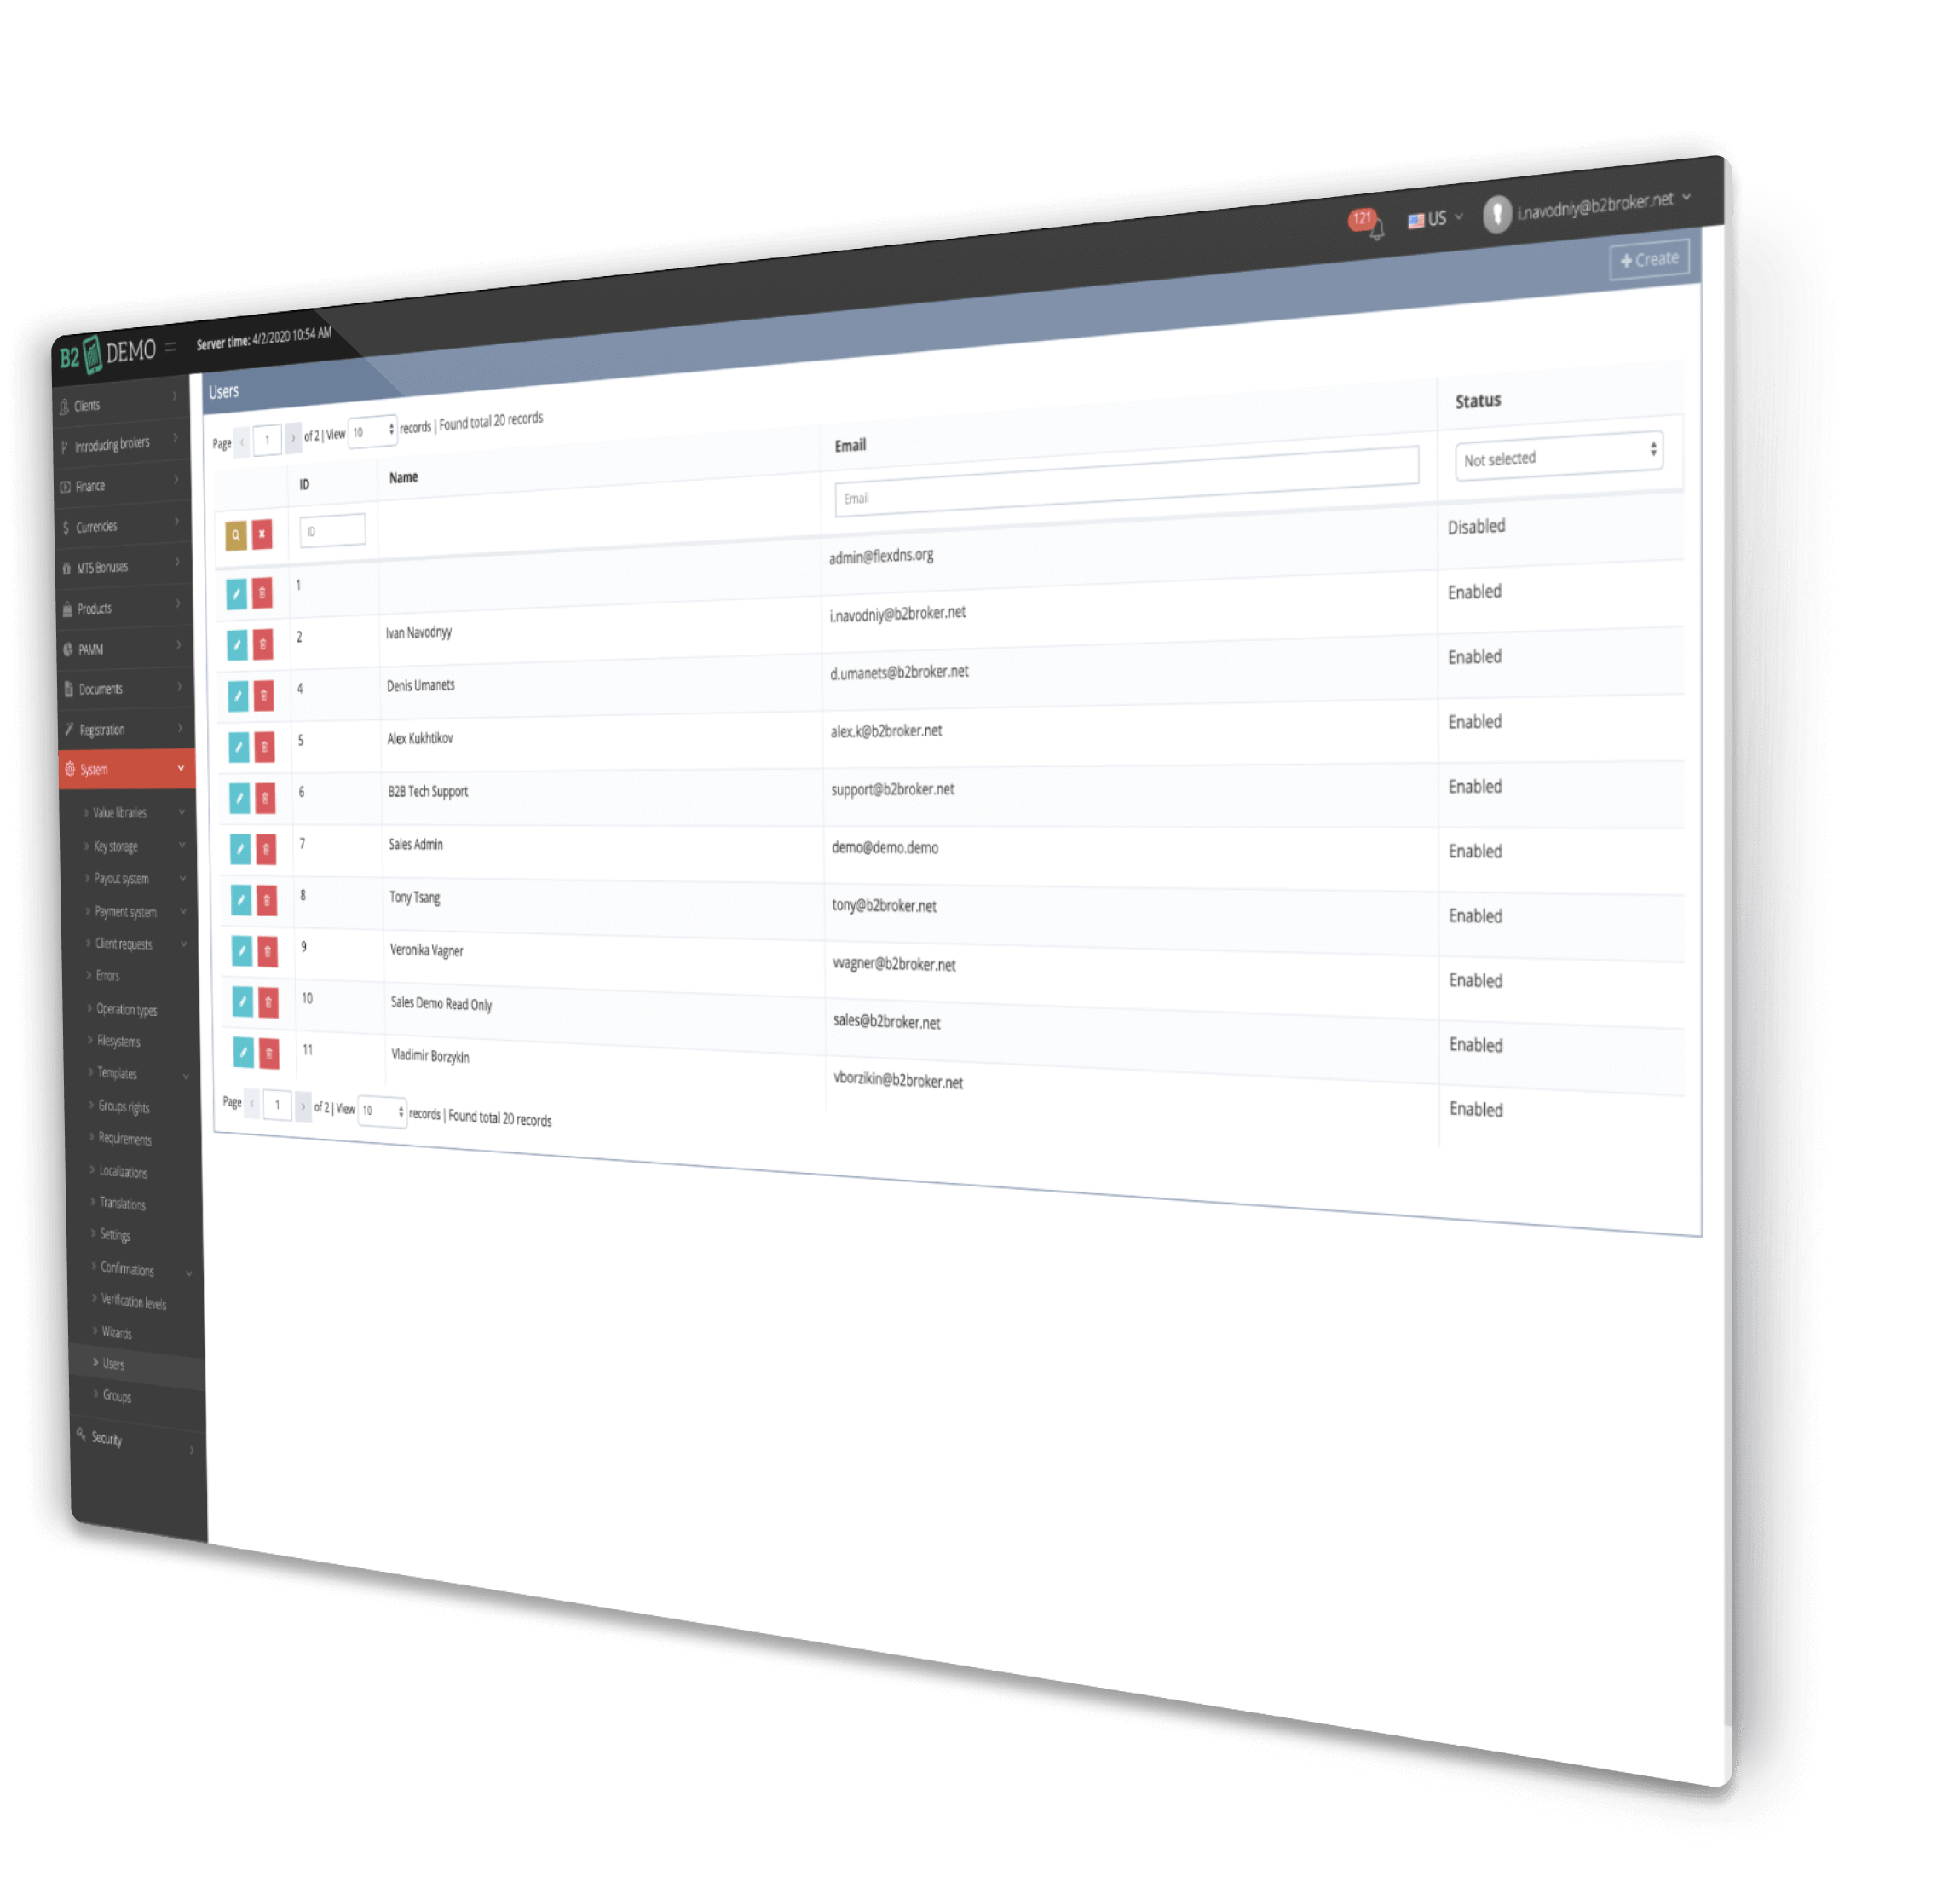 B2 DEMO
Server time: 4/2/2020 10:54 AM
121
US
i.navodniy@b2broker.net
Clients
Introducing brokers
Finance
Currencies
MT5 Bonuses
Products
PAMM
Documents
Registration
System
Value libraries
Key storage
Payout system
Payment system
Client requests
Errors
Operation types
Filesystems
Templates
Groups rights
Requirements
Localizations
Translations
Settings
Confirmations
Verification levels
Wizards
Users
Groups
Security
Users
+ Create
Page < 1 > of 2 | View 10 records | Found total 20 records
ID Name Email Status
ID Email Not selected
1 admin@flexdns.org Disabled
2 Ivan Navodnyy i.navodniy@b2broker.net Enabled
4 Denis Umanets d.umanets@b2broker.net Enabled
5 Alex Kukhtikov alex.k@b2broker.net Enabled
6 B2B Tech Support support@b2broker.net Enabled
7 Sales Admin demo@demo.demo Enabled
8 Tony Tsang tony@b2broker.net Enabled
9 Veronika Vagner vvagner@b2broker.net Enabled
10 Sales Demo Read Only sales@b2broker.net Enabled
11 Vladimir Borzykin vborzikin@b2broker.net Enabled
Page < 1 > of 2 | View 10 records | Found total 20 records